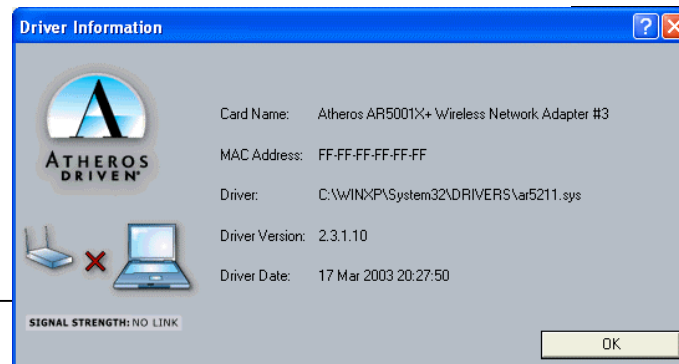 Driver Information
ATHEROS
DRIVEN
Card Name: Atheros AR5001X+ Wireless Network Adapter #3
MAC Address: FF-FF-FF-FF-FF-FF
Driver: C:\WINXP\System32\DRIVERS\ar5211.sys
Driver Version: 2.3.1.10
Driver Date: 17 Mar 2003 20:27:50
SIGNAL STRENGTH: NO LINK
OK